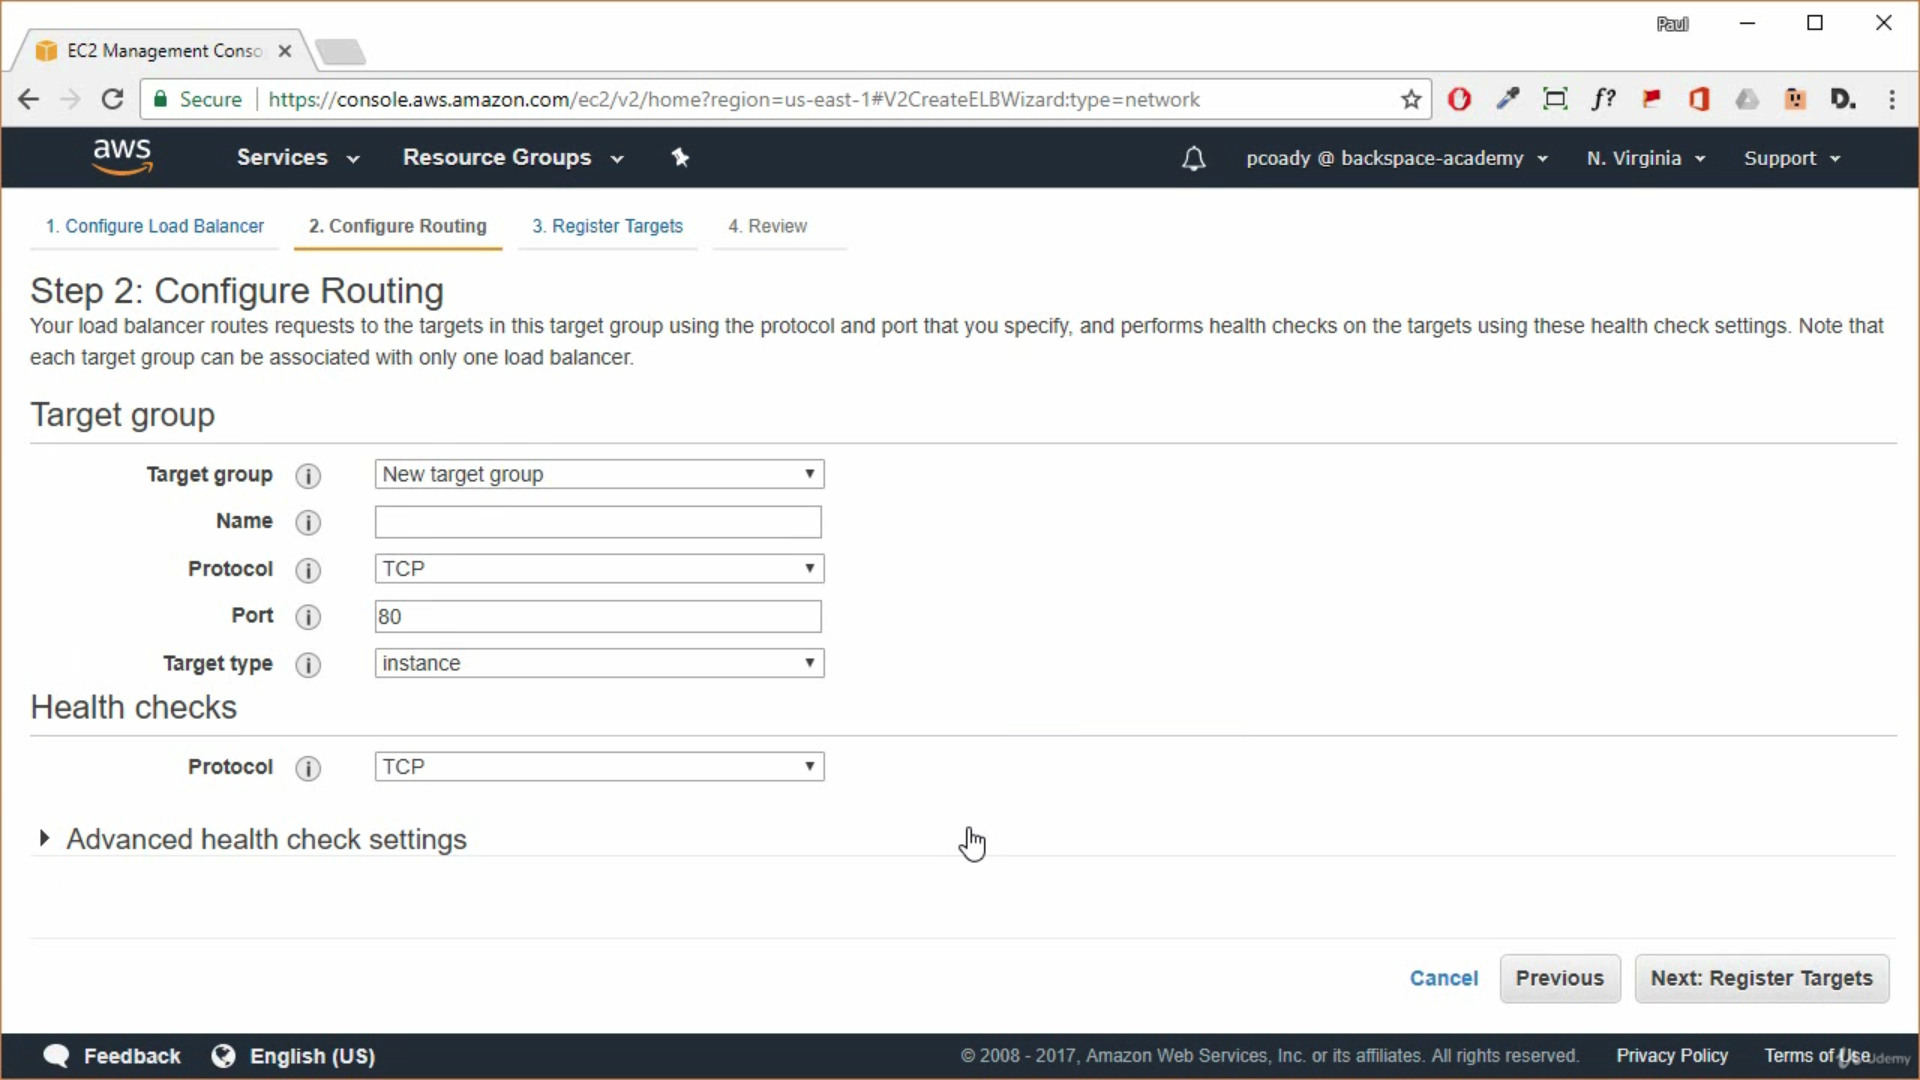 Paul
EC2 Management Conso
Secure https://console.aws.amazon.com/ec2/v2/home?region=us-east-1#V2CreateELBWizard:type=network
f?
D.
aws Services Resource Groups pcoady @ backspace-academy N. Virginia Support
1. Configure Load Balancer 2. Configure Routing 3. Register Targets 4. Review
Step 2: Configure Routing
Your load balancer routes requests to the targets in this target group using the protocol and port that you specify, and performs health checks on the targets using these health check settings. Note that
each target group can be associated with only one load balancer.
Target group
Target group New target group
Name
Protocol TCP
Port 80
Target type instance
Health checks
Protocol TCP
Advanced health check settings
Cancel Previous Next: Register Targets
Feedback English (US) © 2008 - 2017, Amazon Web Services, Inc. or its affiliates. All rights reserved. Privacy Policy Terms of Use
Udemy